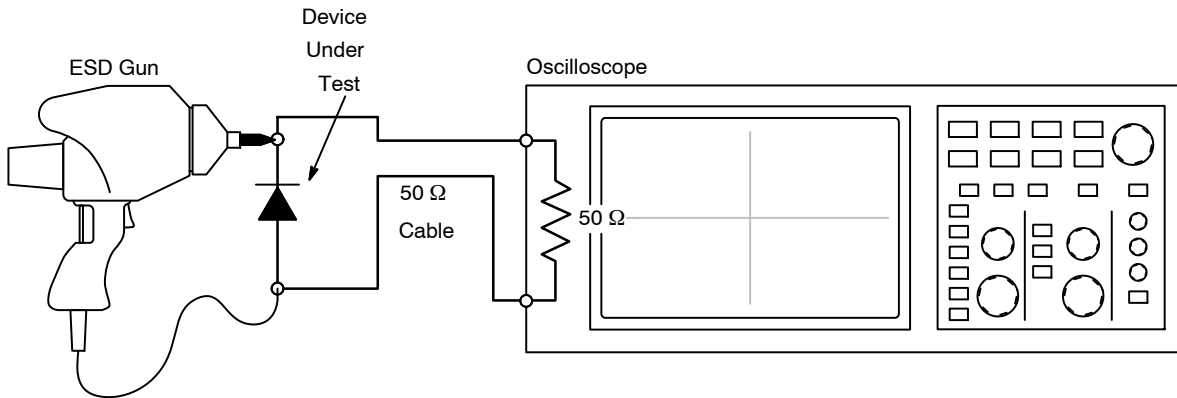 Device
Under
Test
ESD Gun
Oscilloscope
50 Ω
Cable
50 Ω